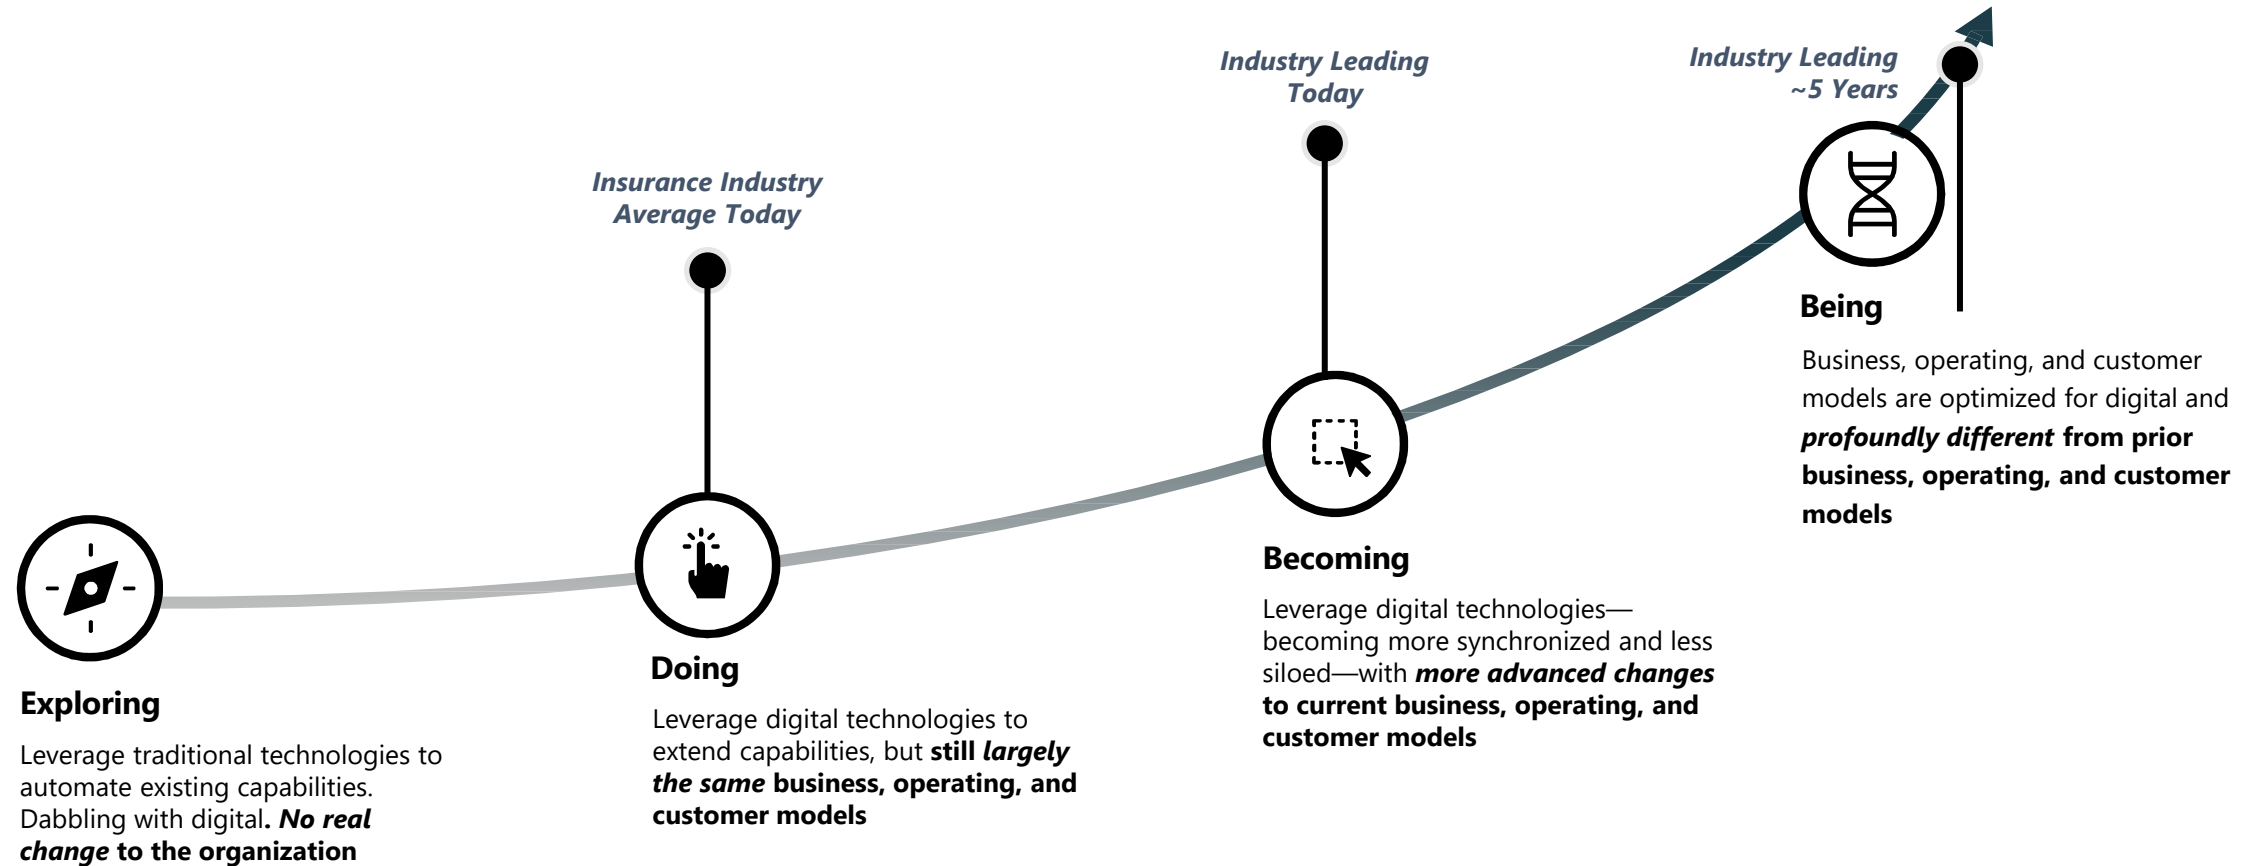 Insurance Industry
Average Today
Industry Leading
Today
Industry Leading
~5 Years
Exploring
Leverage traditional technologies to
automate existing capabilities.
Dabbling with digital. No real
change to the organization
Doing
Leverage digital technologies to
extend capabilities, but still largely
the same business, operating, and
customer models
Becoming
Leverage digital technologies—
becoming more synchronized and less
siloed—with more advanced changes
to current business, operating, and
customer models
Being
Business, operating, and customer
models are optimized for digital and
profoundly different from prior
business, operating, and customer
models